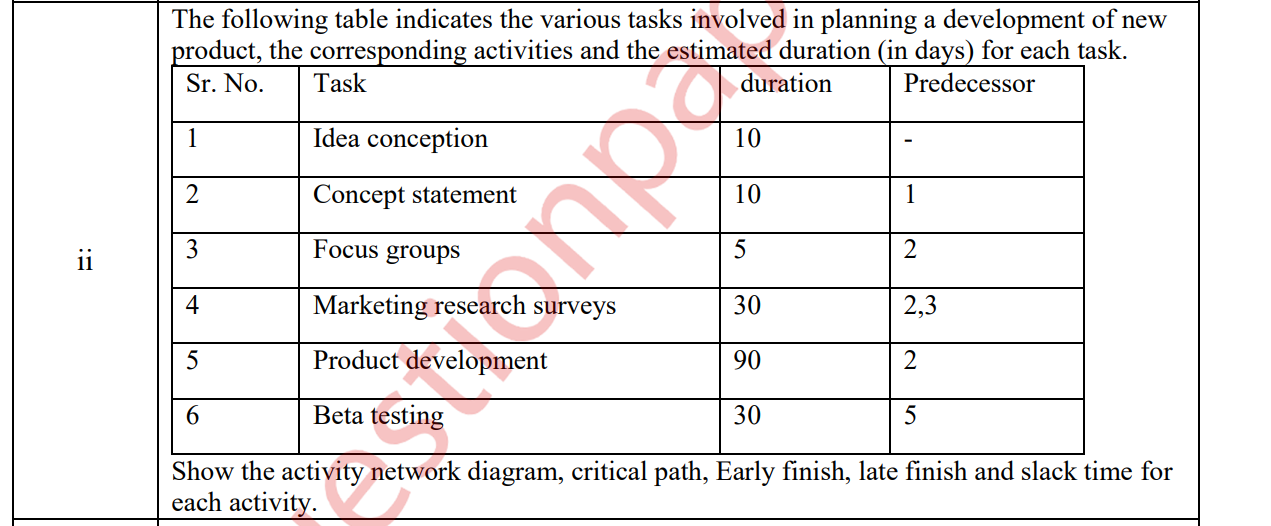 ii
The following table indicates the various tasks involved in planning a development of new
product, the corresponding activities and the estimated duration (in days) for each task.
Sr. No. Task duration Predecessor
1 Idea conception 10 -
2 Concept statement 10 1
3 Focus groups 5 2
4 Marketing research surveys 30 2,3
5 Product development 90 2
6 Beta testing 30 5
Show the activity network diagram, critical path, Early finish, late finish and slack time for
each activity.
estionpap